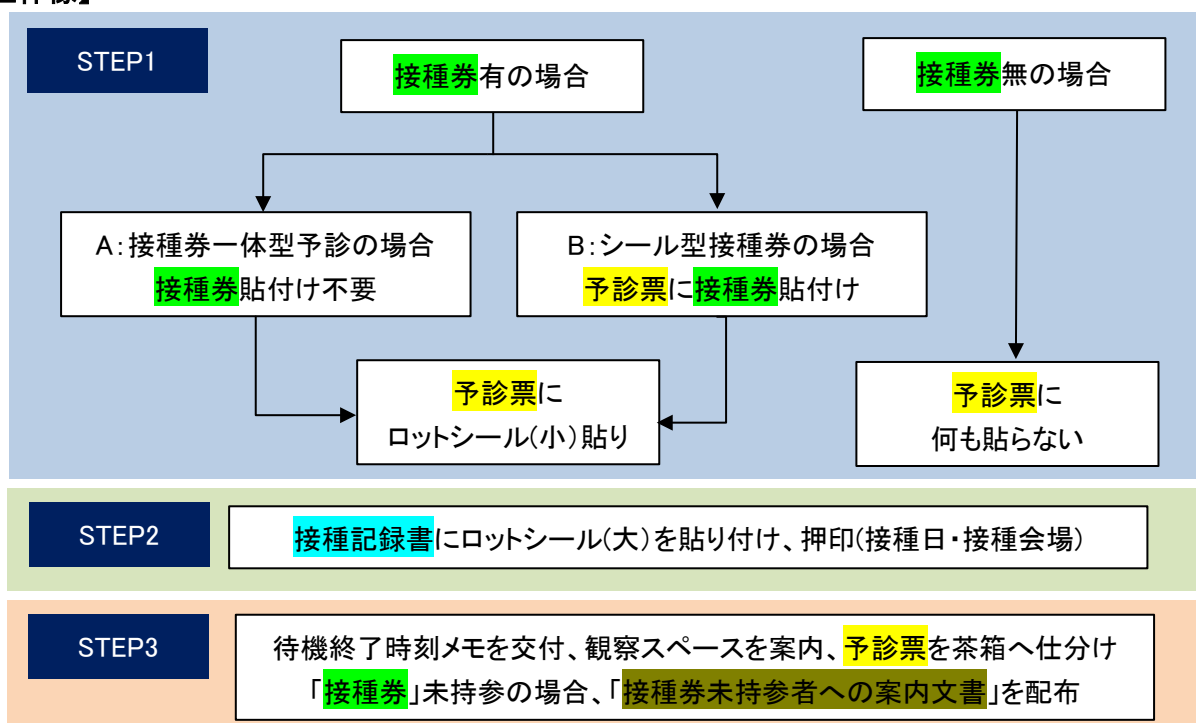 STEP1
接種券有の場合
接種券無の場合
A:接種券一体型予診の場合
接種券貼付け不要
B:シール型接種券の場合
予診票に接種券貼付け
予診票に
ロットシール(小)貼り
予診票に
何も貼らない
STEP2
接種記録書にロットシール(大)を貼り付け、押印(接種日・接種会場)
STEP3
待機終了時刻メモを交付、観察スペースを案内、予診票を茶箱へ仕分け
「接種券」未持参の場合、「接種券未持参者への案内文書」を配布